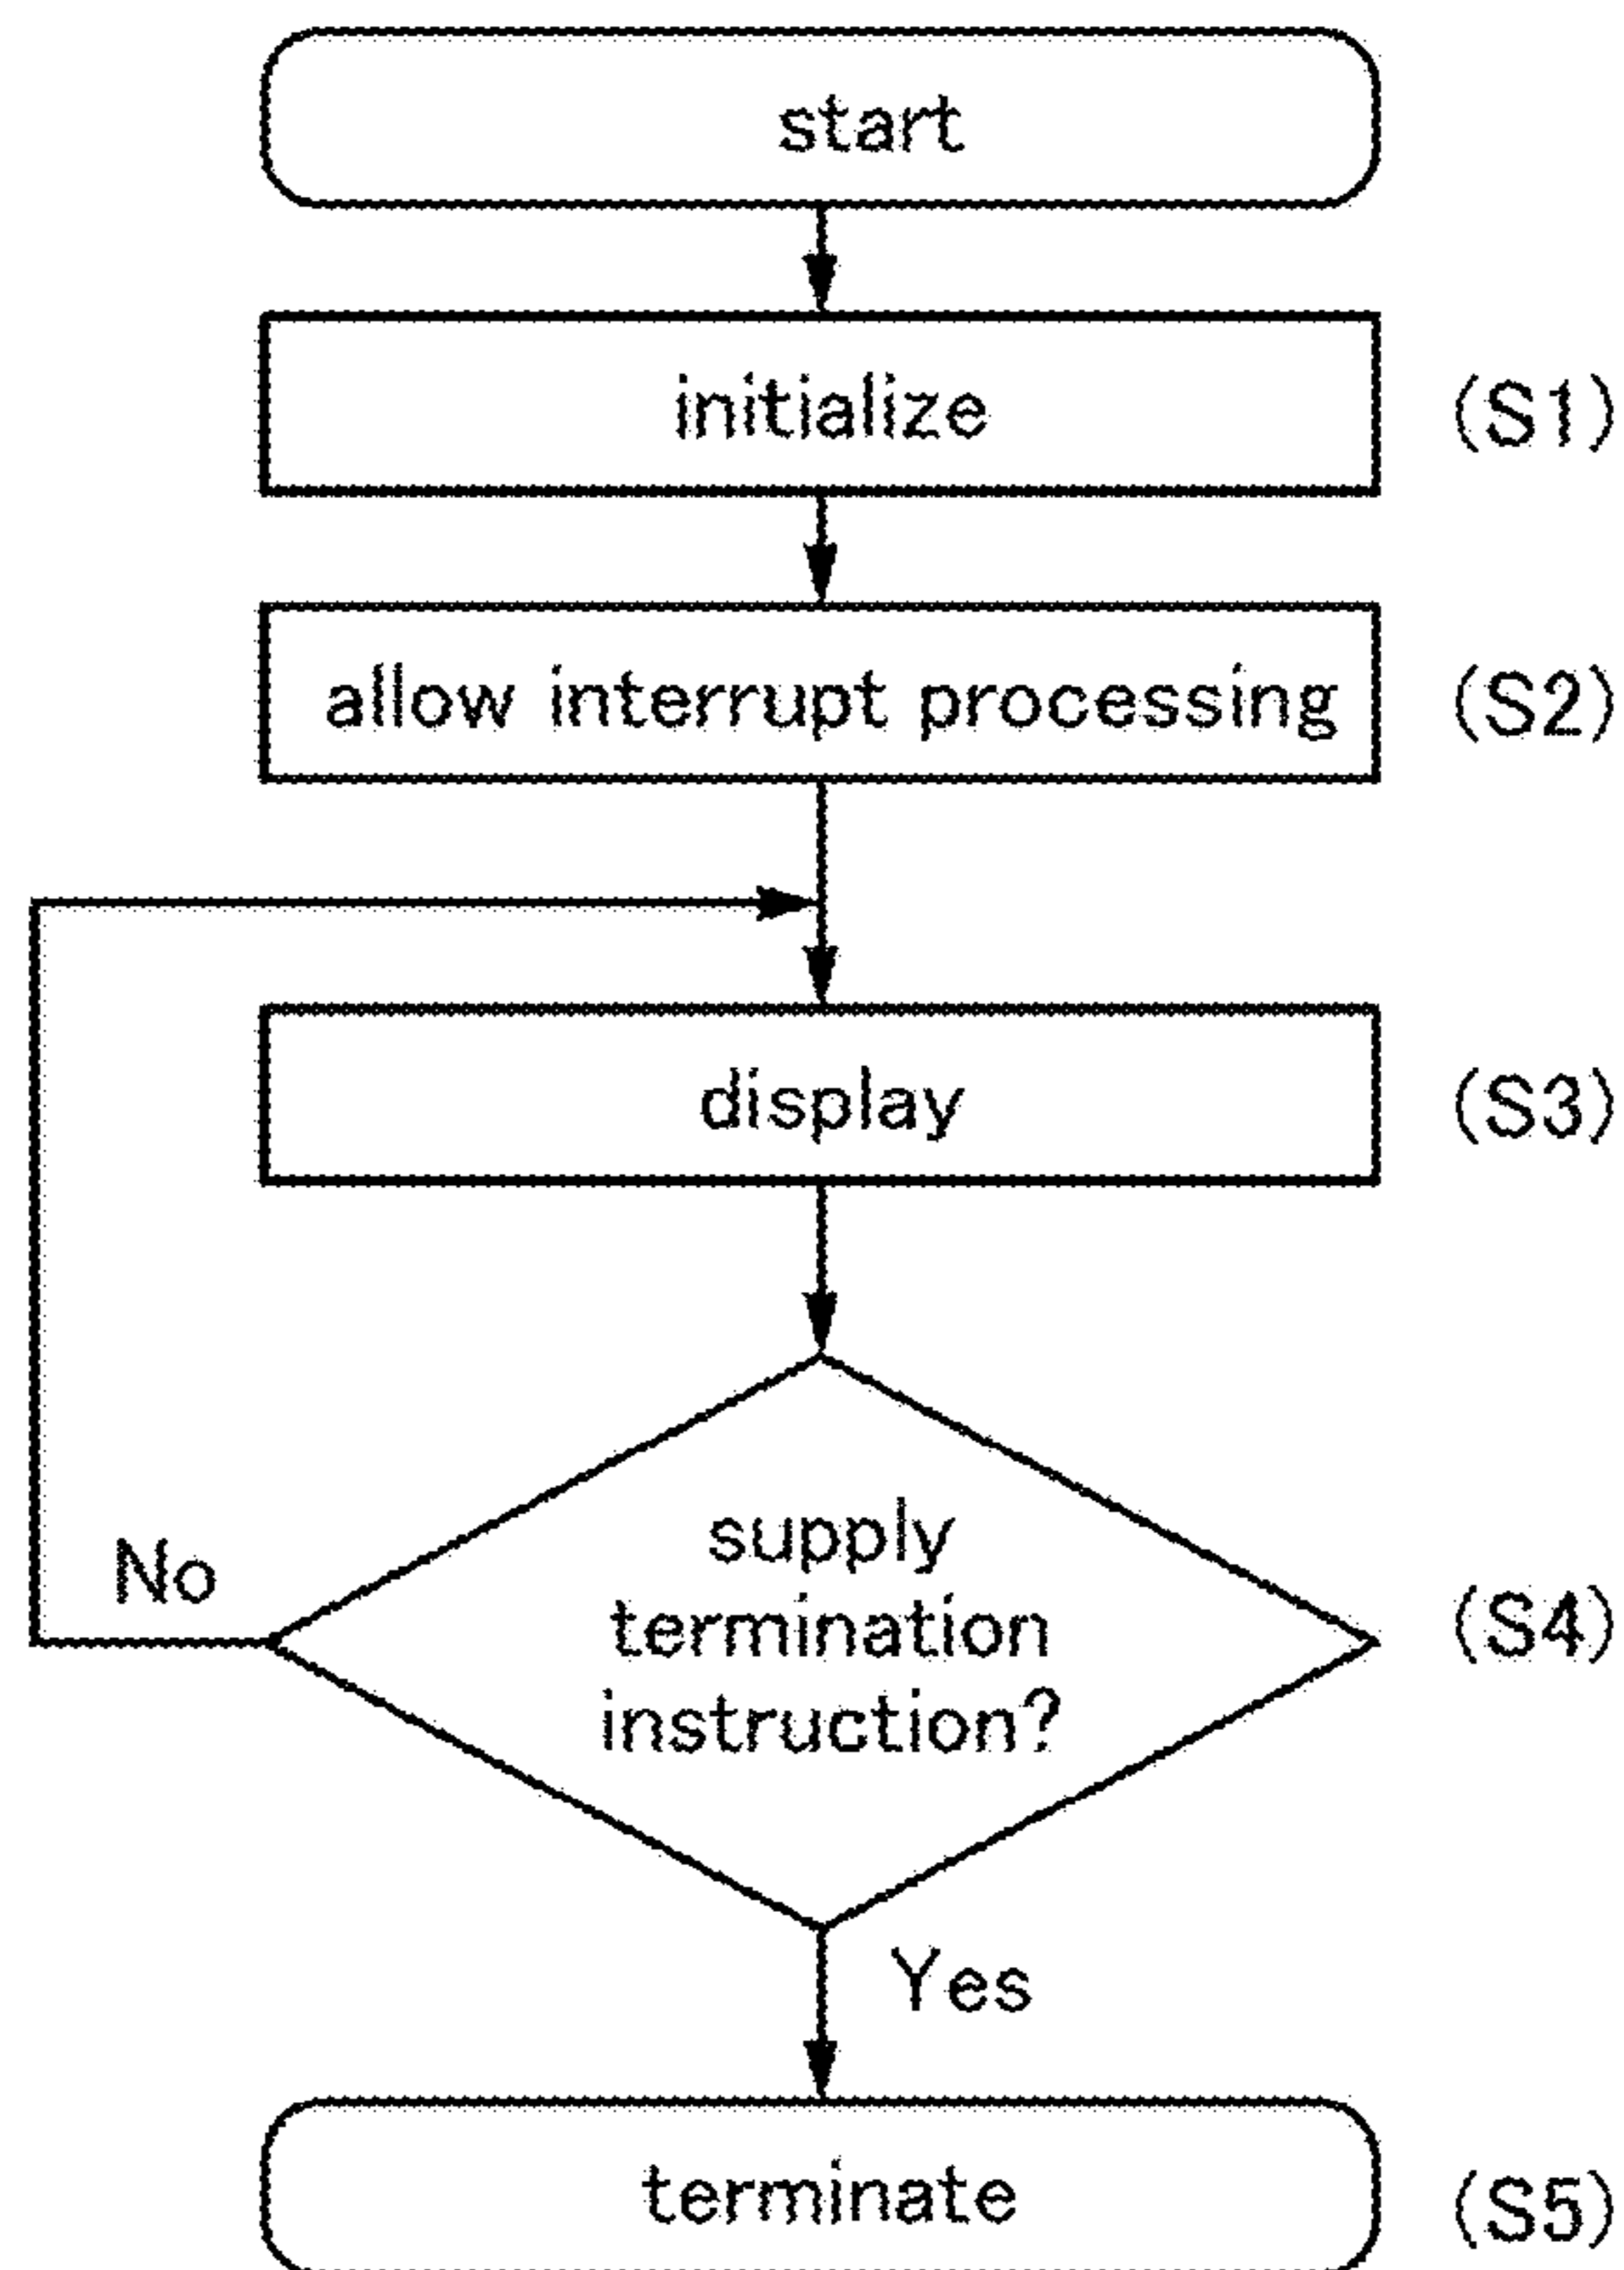 start
initialize
(S1)
allow interrupt processing
(S2)
display
(S3)
supply
termination
instruction?
(S4)
No
Yes
terminate
(S5)